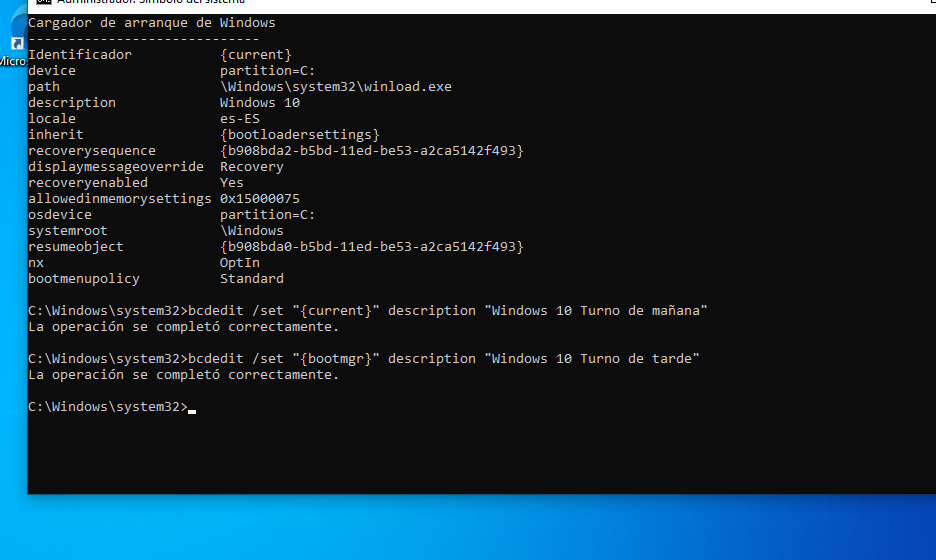 Administrador: Símbolo del sistema
Micro
Cargador de arranque de Windows
-----------------------------
Identificador {current}
device partition=C:
path \Windows\system32\winload.exe
description Windows 10
locale es-ES
inherit {bootloadersettings}
recoverysequence {b908bda2-b5bd-11ed-be53-a2ca5142f493}
displaymessageoverride Recovery
recoveryenabled Yes
allowedinmemorysettings 0x15000075
osdevice partition=C:
systemroot \Windows
resumeobject {b908bda0-b5bd-11ed-be53-a2ca5142f493}
nx OptIn
bootmenupolicy Standard
C:\Windows\system32>bcdedit /set "{current}" description "Windows 10 Turno de mañana"
La operación se completó correctamente.
C:\Windows\system32>bcdedit /set "{bootmgr}" description "Windows 10 Turno de tarde"
La operación se completó correctamente.
C:\Windows\system32>